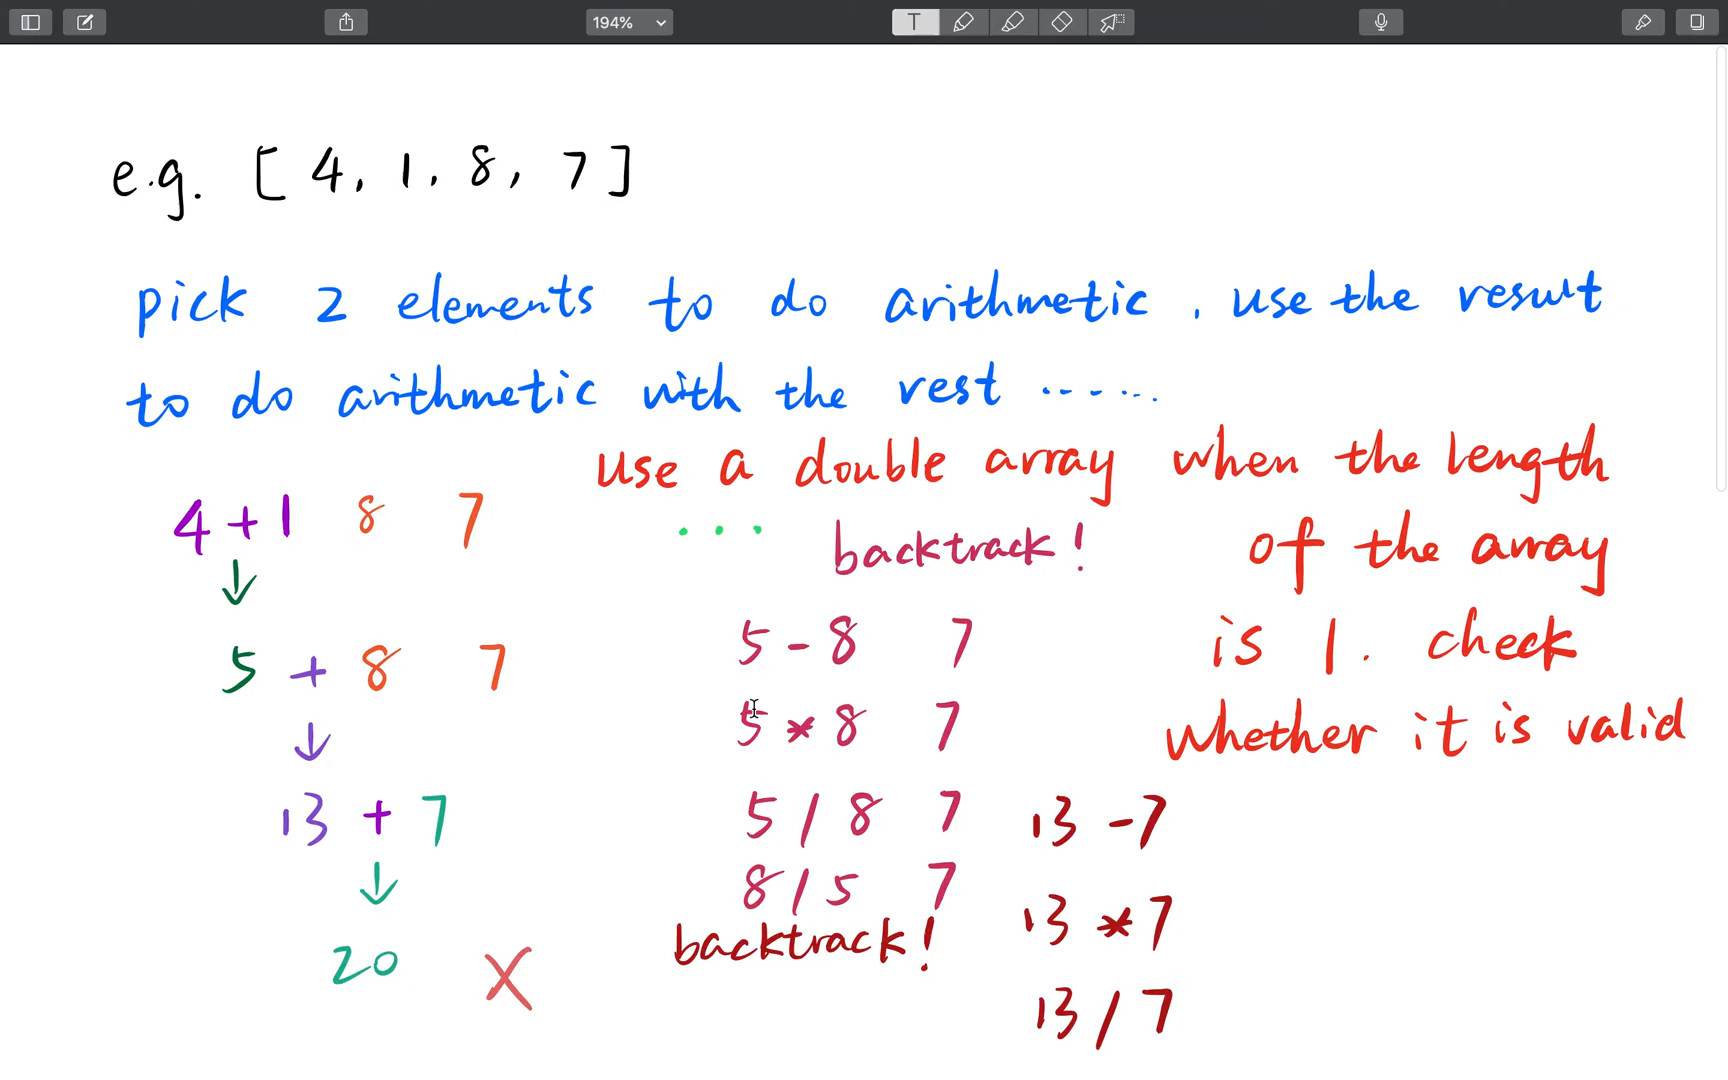 194%
T
e.g. [ 4, 1, 8, 7 ]
pick 2 elements to do arithmetic, use the result
to do arithmetic with the rest ......
use a double array when the length
of the array
is 1. check
whether it is valid
4 + 1 8 7
↓
5 + 8 7
↓
13 + 7
↓
20 X
...
backtrack!
5 - 8 7
5 * 8 7
5 / 8 7
8 / 5 7
backtrack!
13 - 7
13 * 7
13 / 7